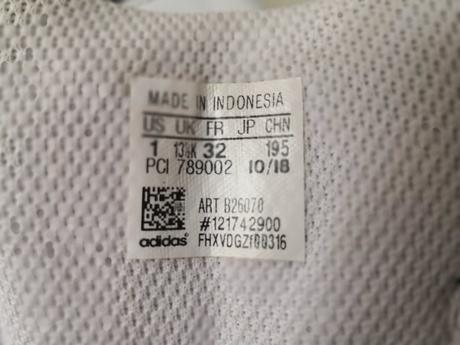 MADE IN INDONESIA
US UK FR JP CHN
1 13½K 32 195
PCI 789002 10/18
ART B26070
#121742900
adidas